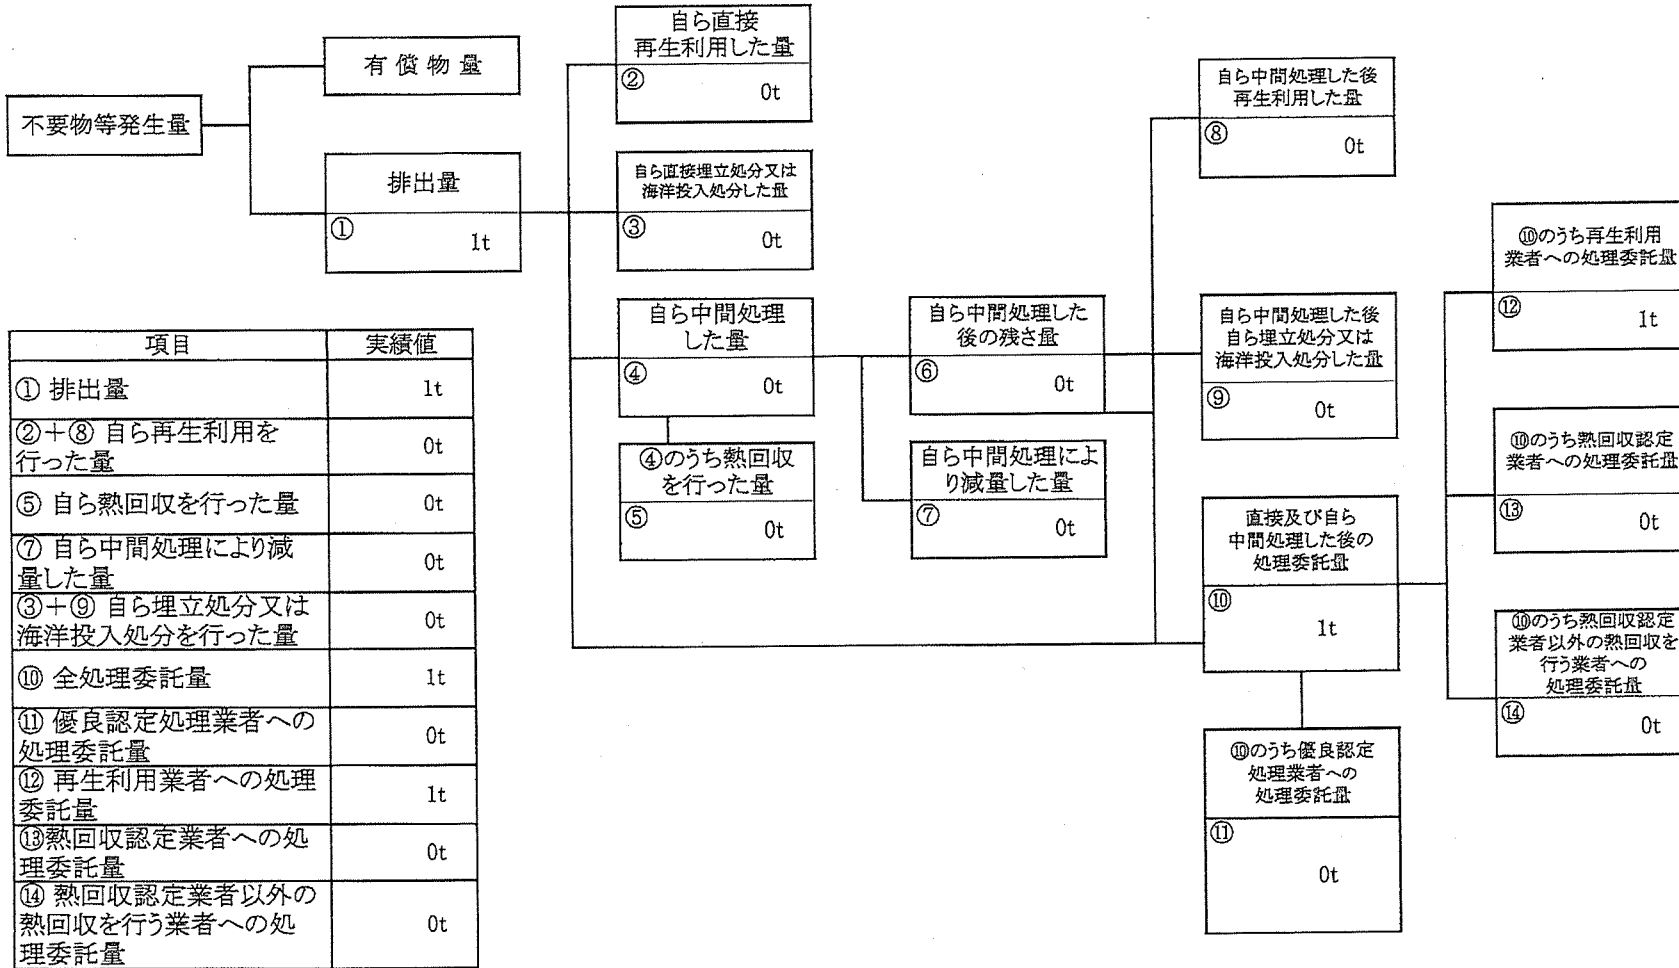 不要物等発生量
有償物量
排出量
①
1t
自ら直接
再生利用した量
②
0t
自ら直接埋立処分又は
海洋投入処分した量
③
0t
自ら中間処理
した量
④
0t
④のうち熱回収
を行った量
⑤
0t
自ら中間処理した
後の残さ量
⑥
0t
自ら中間処理によ
り減量した量
⑦
0t
自ら中間処理した後
再生利用した量
⑧
0t
自ら中間処理した後
自ら埋立処分又は
海洋投入処分した量
⑨
0t
直接及び自ら
中間処理した後の
処理委託量
⑩
1t
⑩のうち優良認定
処理業者への
処理委託量
⑪
0t
⑩のうち再生利用
業者への処理委託量
⑫
1t
⑩のうち熱回収認定
業者への処理委託量
⑬
0t
⑩のうち熱回収認定
業者以外の熱回収を
行う業者への
処理委託量
⑭
0t
項目 実績値
① 排出量 1t
②+⑧ 自ら再生利用を
行った量 0t
⑤ 自ら熱回収を行った量 0t
⑦ 自ら中間処理により減
量した量 0t
③+⑨ 自ら埋立処分又は
海洋投入処分を行った量 0t
⑩ 全処理委託量 1t
⑪ 優良認定処理業者への
処理委託量 0t
⑫ 再生利用業者への処理
委託量 1t
⑬熱回収認定業者への処
理委託量 0t
⑭ 熱回収認定業者以外の
熱回収を行う業者への処
理委託量 0t